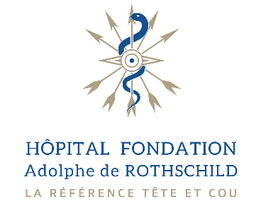 HÔPITAL FONDATION
Adolphe de ROTHSCHILD
LA RÉFÉRENCE TÊTE ET COU